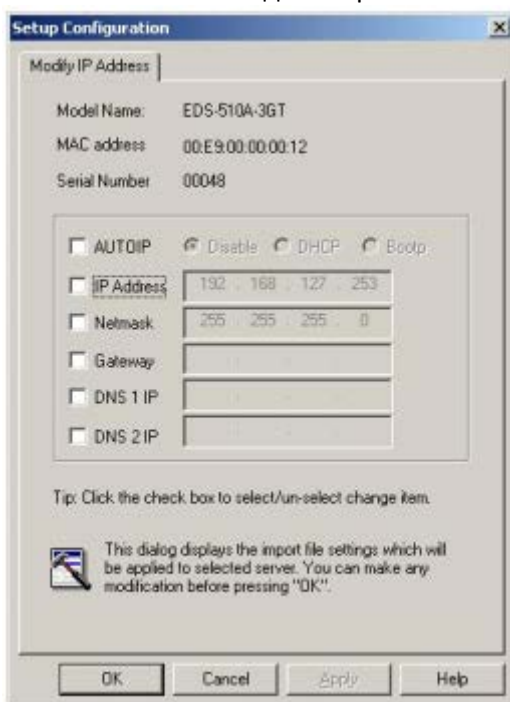 Setup Configuration
Modify IP Address
Model Name: EDS-510A-3GT
MAC address 00:E9:00:00:00:12
Serial Number 00048
AUTOIP Disable DHCP Bootp
IP Address 192 . 168 . 127 . 253
Netmask 255 . 255 . 255 . 0
Gateway
DNS 1 IP
DNS 2 IP
Tip: Click the check box to select/un-select change item.
This dialog displays the import file settings which will
be applied to selected server. You can make any
modification before pressing "OK".
OK Cancel Apply Help